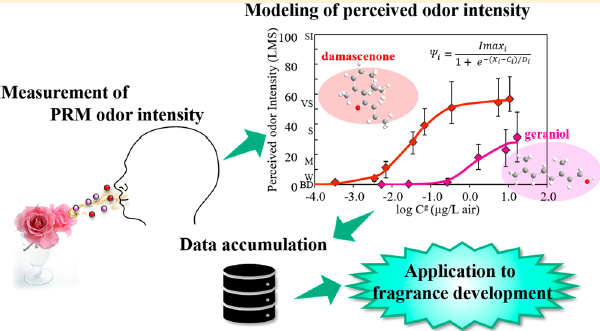 Modeling of perceived odor intensity
Measurement of
PRM odor intensity
Perceived Odor Intensity (LMS)
100
80
60
40
20
0
SI
VS
S
M
W
BD
damascenone
Ψi = Imaxi / 1 + e^-(Xi-Ci)/Di
geraniol
-4.0 -3.0 -2.0 -1.0 0.0 1.0 2.0
log Cg (µg/L air)
Data accumulation
Application to
fragrance development